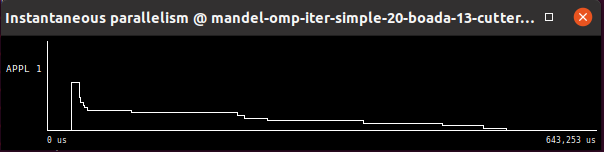 Instantaneous parallelism @ mandel-omp-iter-simple-20-boada-13-cutter...
APPL 1
0 us
643,253 us